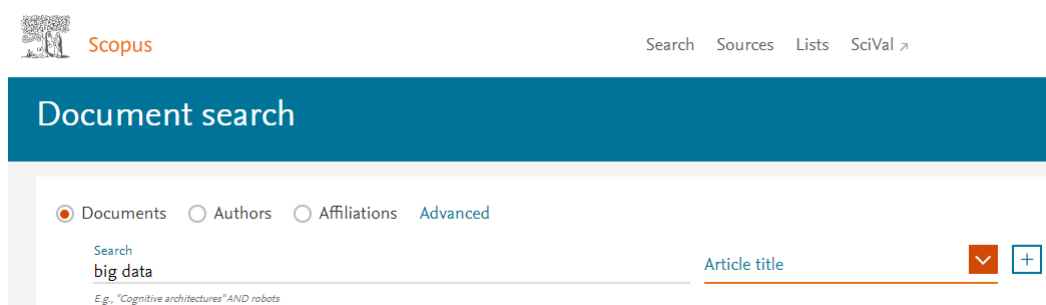 Scopus
Search Sources Lists SciVal ↗
Document search
Documents Authors Affiliations Advanced
Search
big data
Article title
E.g., "Cognitive architectures" AND robots